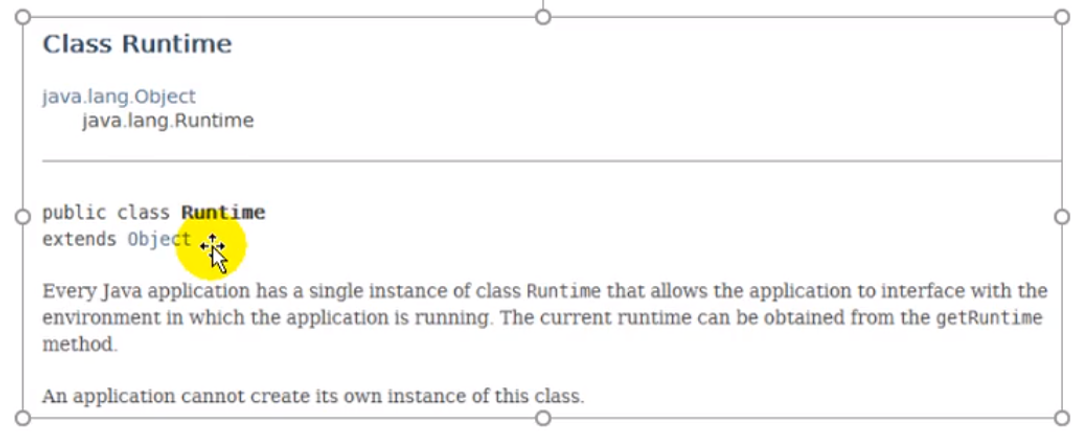 Class Runtime
java.lang.Object
java.lang.Runtime
public class Runtime
extends Object
Every Java application has a single instance of class Runtime that allows the application to interface with the
environment in which the application is running. The current runtime can be obtained from the getRuntime
method.
An application cannot create its own instance of this class.